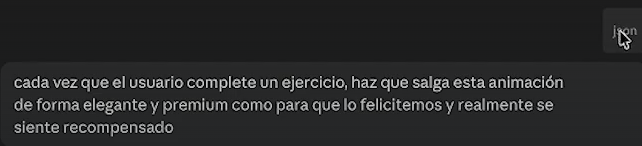 json
cada vez que el usuario complete un ejercicio, haz que salga esta animación
de forma elegante y premium como para que lo felicitemos y realmente se
siente recompensado